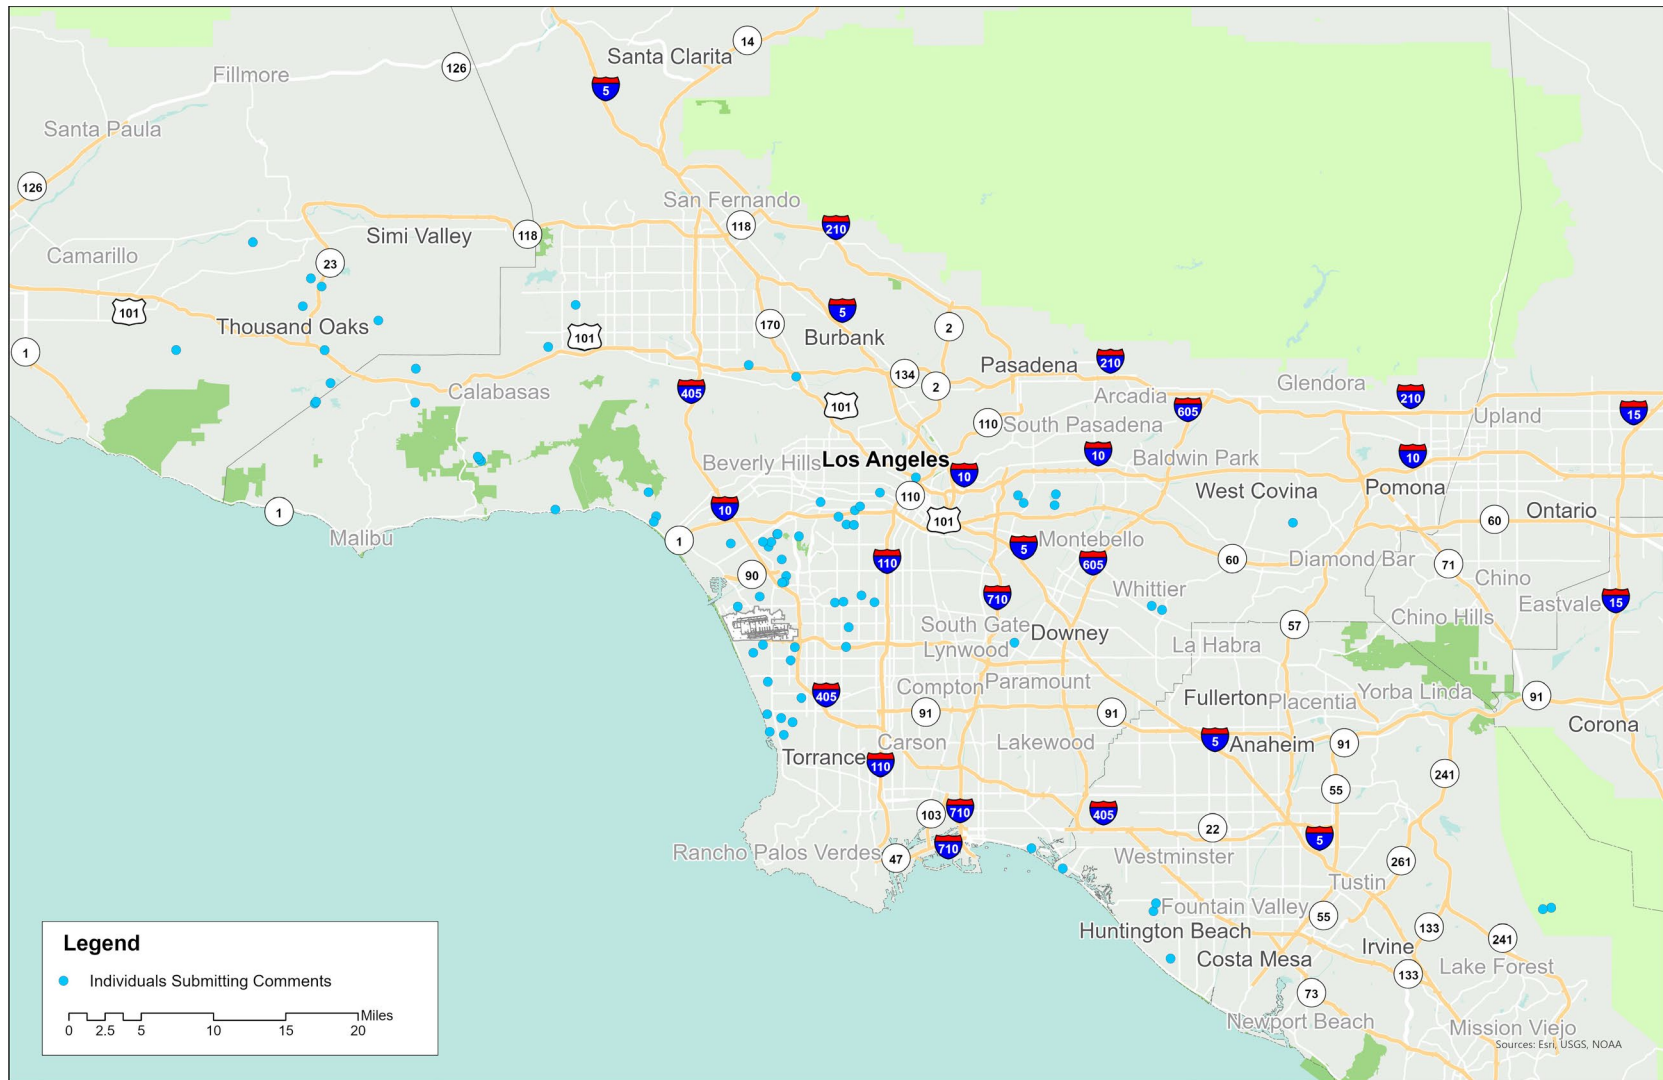 14
Santa Clarita
126
Fillmore
5
Santa Paula
126
San Fernando
118
210
118
Simi Valley
Camarillo
23
101
5
170
2
Thousand Oaks
101
Burbank
1
210
Pasadena
134
2
Glendora
405
Calabasas
Arcadia
210
101
605
15
110
South Pasadena
Upland
10
10
Baldwin Park
Beverly Hills
Los Angeles
10
West Covina
Pomona
110
10
1
101
60
Ontario
Malibu
1
5
Montebello
110
605
60
Diamond Bar
71
90
Chino
Whittier
710
Eastvale
15
Chino Hills
57
South Gate
Downey
Lynwood
La Habra
Compton
Paramount
405
Fullerton
Placentia
Yorba Linda
91
91
91
Corona
Carson
Lakewood
5
Anaheim
91
Torrance
110
241
55
103
710
405
22
5
Rancho Palos Verdes
47
710
Westminster
261
Tustin
Fountain Valley
55
Huntington Beach
133
241
Irvine
Costa Mesa
133
Lake Forest
73
Newport Beach
Mission Viejo
Legend
Individuals Submitting Comments
Miles
0 2.5 5 10 15 20
Sources: Esri, USGS, NOAA